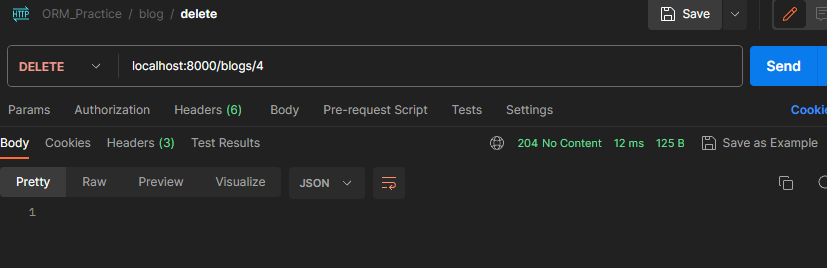 HTTP ORM_Practice / blog / delete Save
DELETE localhost:8000/blogs/4 Send
Params Authorization Headers (6) Body Pre-request Script Tests Settings Cookie
Body Cookies Headers (3) Test Results 204 No Content 12 ms 125 B Save as Example
Pretty Raw Preview Visualize JSON
1